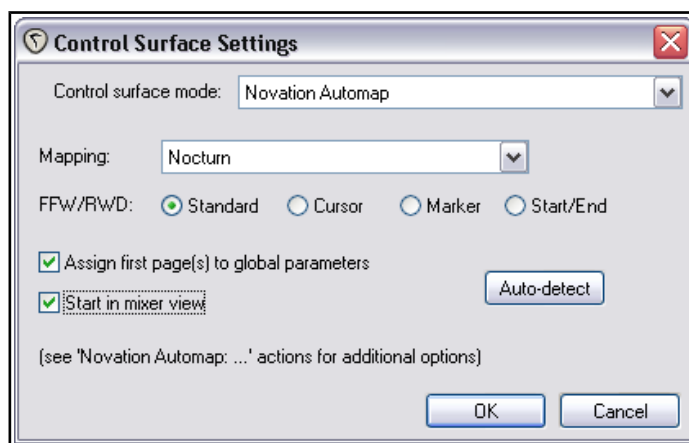 Control Surface Settings
Control surface mode: Novation Automap
Mapping: Nocturn
FFW/RWD: Standard Cursor Marker Start/End
Assign first page(s) to global parameters
Auto-detect
Start in mixer view
(see 'Novation Automap: ...' actions for additional options)
OK Cancel